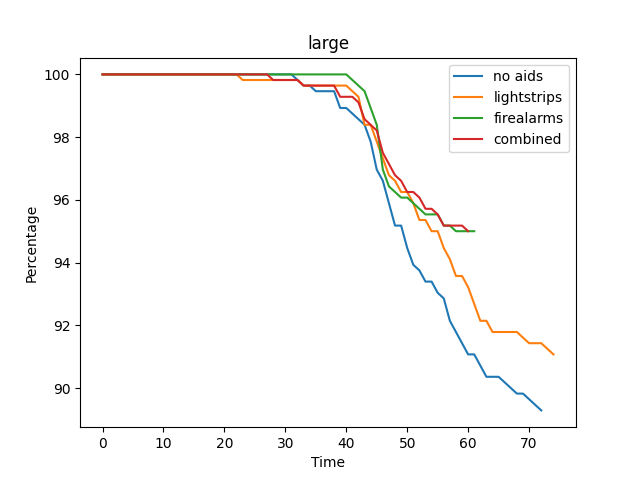 large
no aids
lightstrips
firealarms
combined
100
98
96
94
92
90
Percentage
0 10 20 30 40 50 60 70
Time